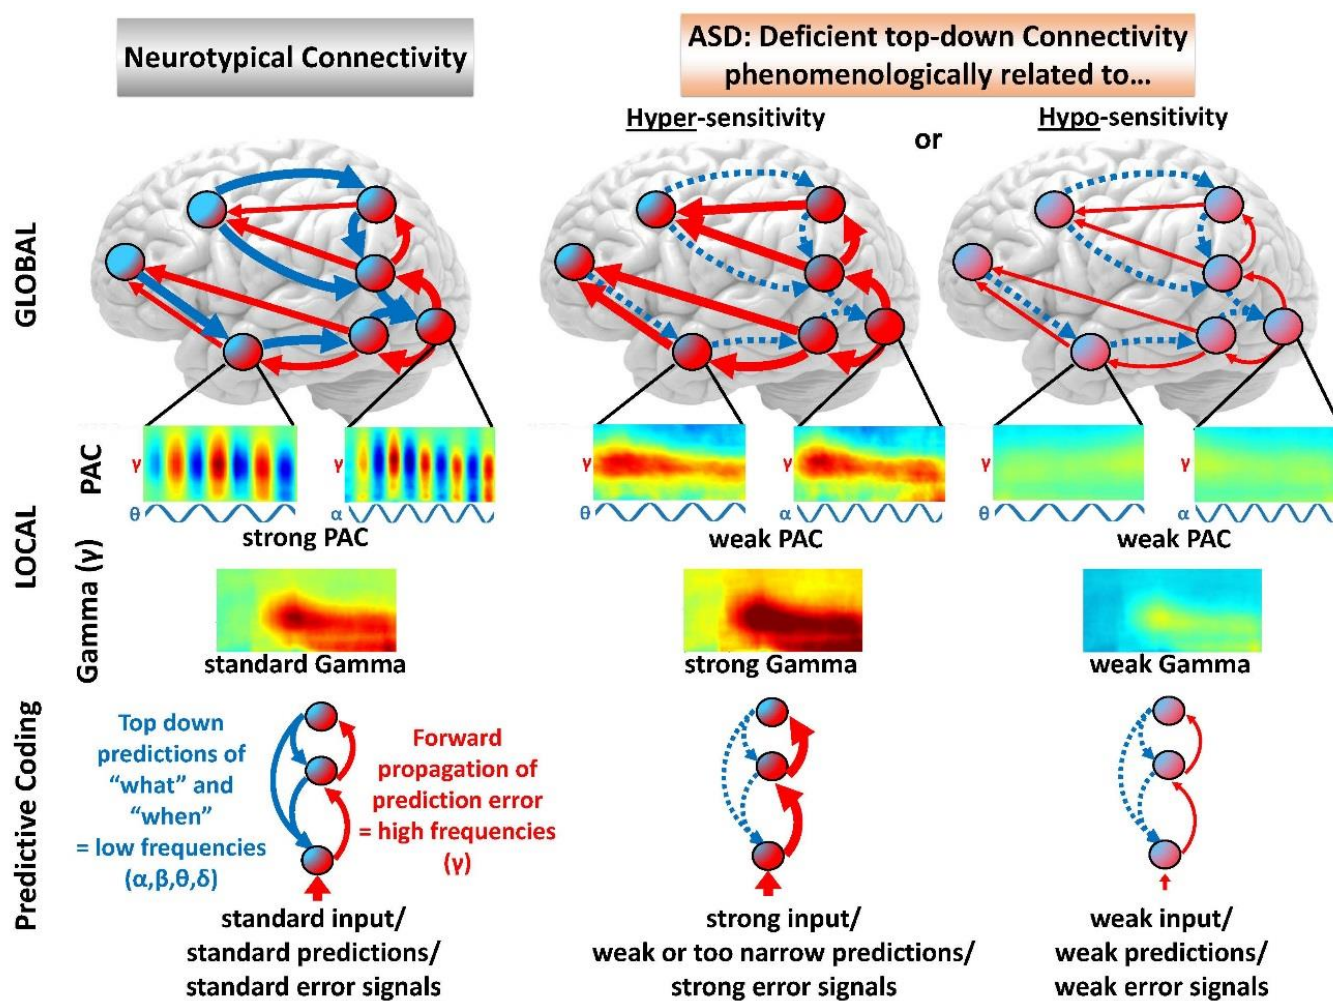 Neurotypical Connectivity
ASD: Deficient top-down Connectivity
phenomenologically related to...
Hyper-sensitivity
or
Hypo-sensitivity
GLOBAL
LOCAL
PAC
γ
θ
γ
α
strong PAC
γ
θ
γ
α
weak PAC
γ
θ
γ
α
weak PAC
Gamma (γ)
standard Gamma
strong Gamma
weak Gamma
Predictive Coding
Top down
predictions of
“what” and
“when”
= low frequencies
(α,β,θ,δ)
Forward
propagation of
prediction error
= high frequencies
(γ)
standard input/
standard predictions/
standard error signals
strong input/
weak or too narrow predictions/
strong error signals
weak input/
weak predictions/
weak error signals